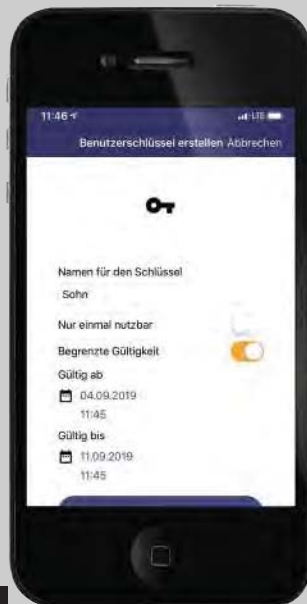 11:46
LTE
Benutzerschlüssel erstellen Abbrechen
Namen für den Schlüssel
Sohn
Nur einmal nutzbar
Begrenzte Gültigkeit
Gültig ab
04.09.2019
11:45
Gültig bis
11.09.2019
11:45